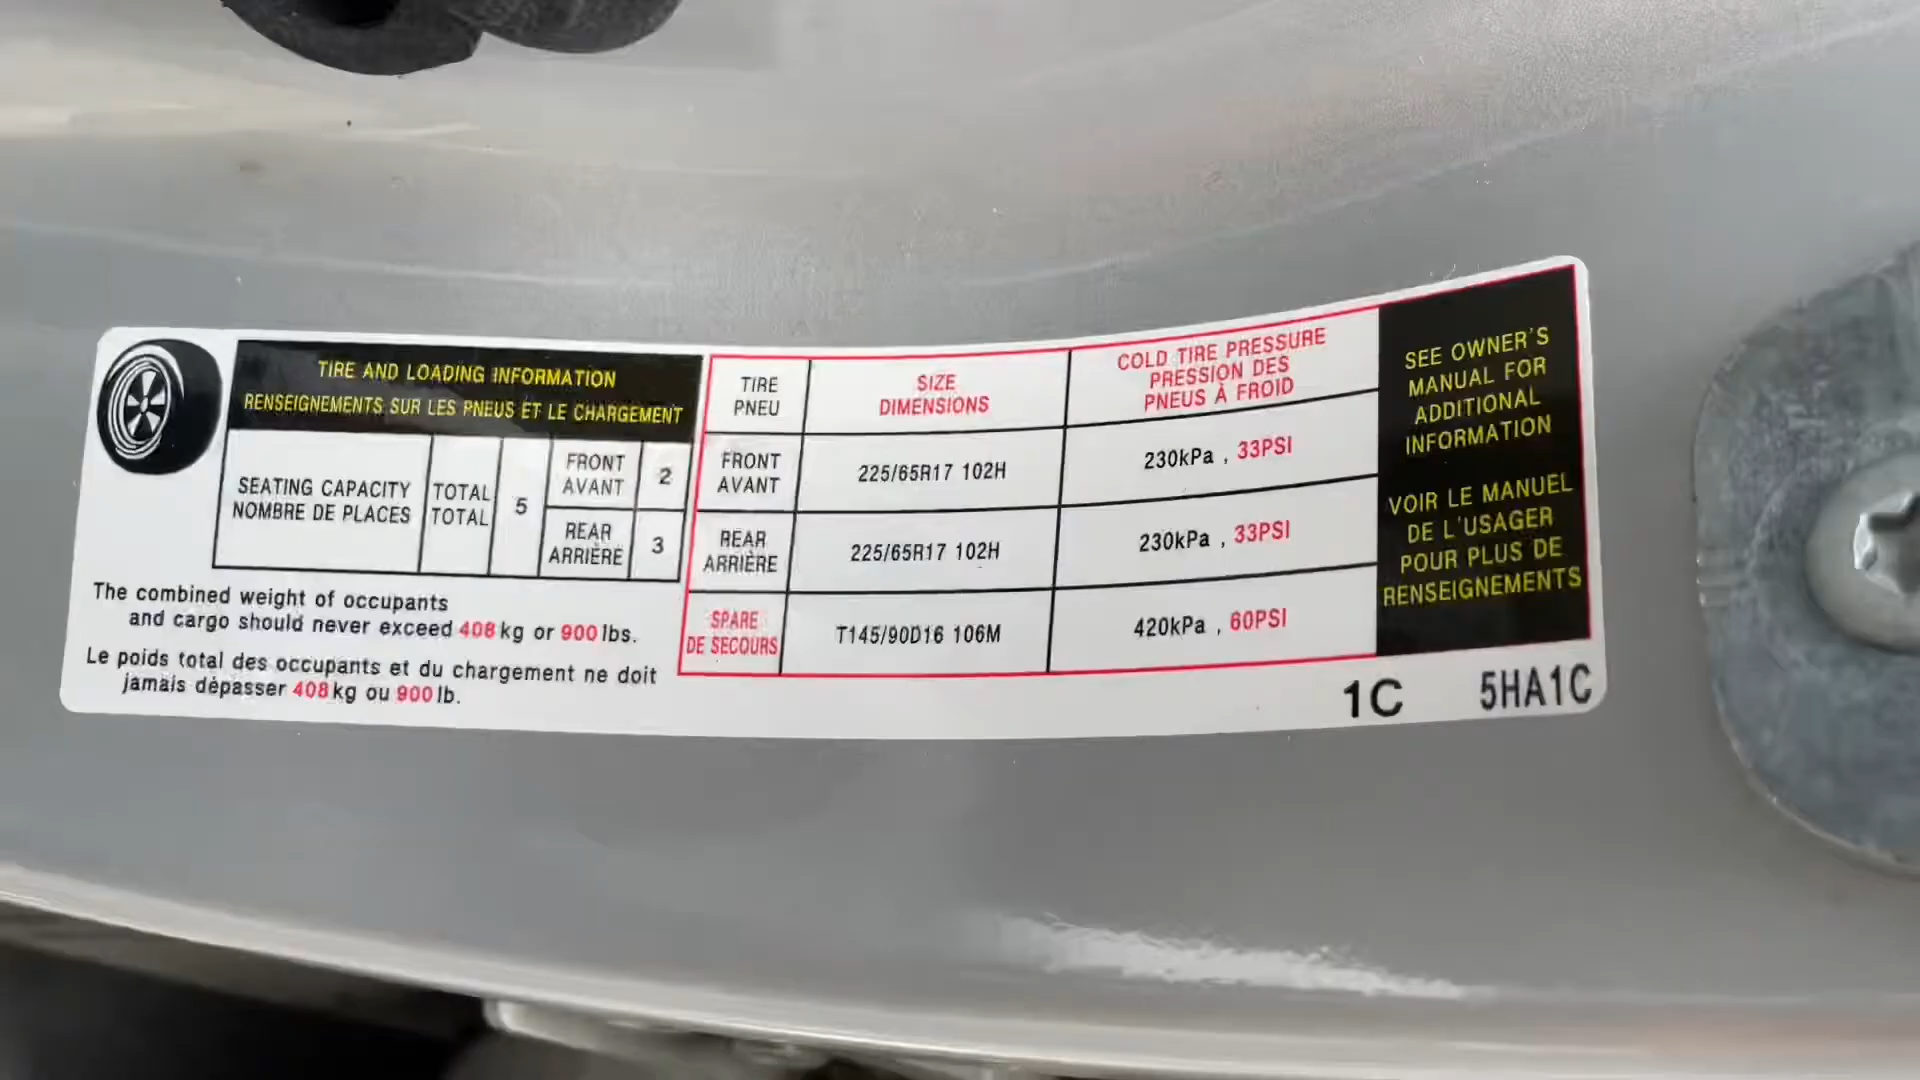 TIRE AND LOADING INFORMATION
RENSEIGNEMENTS SUR LES PNEUS ET LE CHARGEMENT
SEATING CAPACITY
NOMBRE DE PLACES
TOTAL
TOTAL
5
FRONT
AVANT
2
REAR
ARRIÈRE
3
The combined weight of occupants
and cargo should never exceed 408 kg or 900 lbs.
Le poids total des occupants et du chargement ne doit
jamais dépasser 408 kg ou 900 lb.
TIRE
PNEU
SIZE
DIMENSIONS
COLD TIRE PRESSURE
PRESSION DES
PNEUS À FROID
FRONT
AVANT
225/65R17 102H
230kPa , 33PSI
REAR
ARRIÈRE
225/65R17 102H
230kPa , 33PSI
SPARE
DE SECOURS
T145/90D16 106M
420kPa , 60PSI
SEE OWNER'S
MANUAL FOR
ADDITIONAL
INFORMATION
VOIR LE MANUEL
DE L'USAGER
POUR PLUS DE
RENSEIGNEMENTS
1C 5HA1C